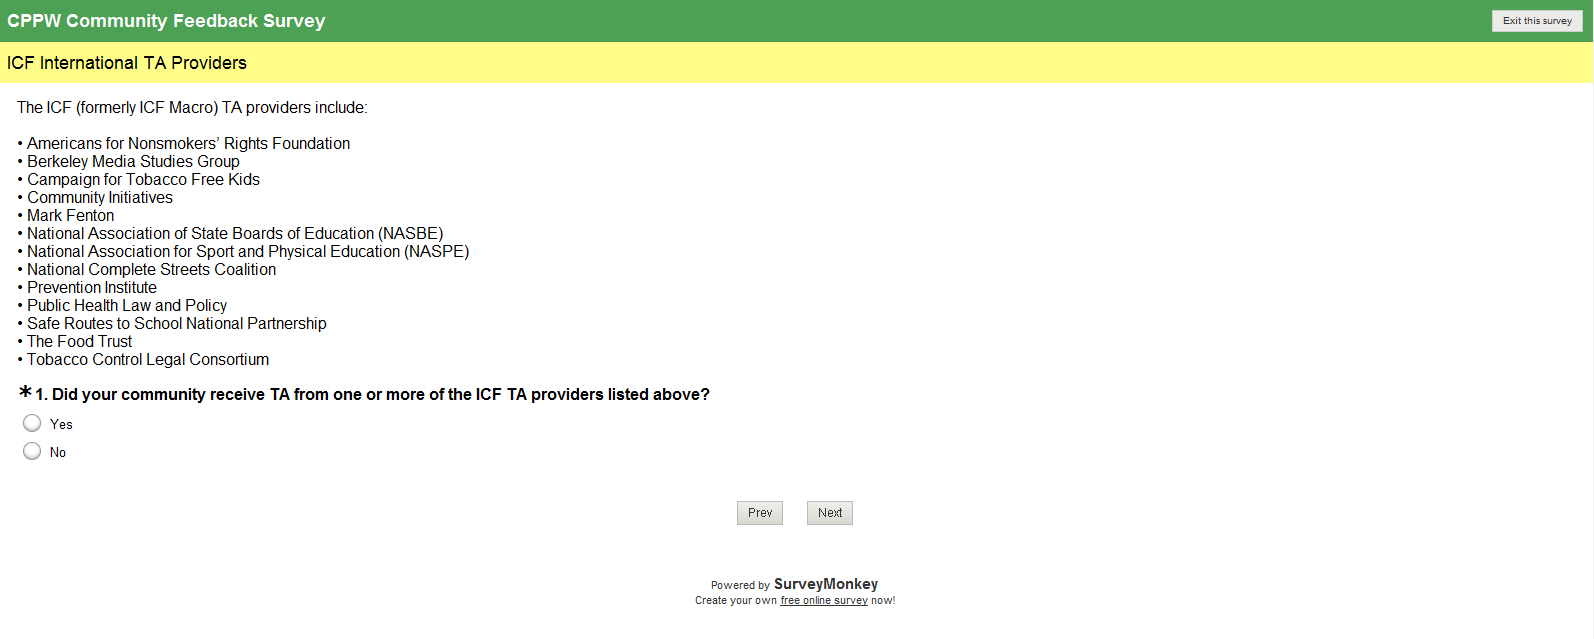 CPPW Community Feedback Survey
Exit this survey
ICF International TA Providers
The ICF (formerly ICF Macro) TA providers include:
• Americans for Nonsmokers’ Rights Foundation
• Berkeley Media Studies Group
• Campaign for Tobacco Free Kids
• Community Initiatives
• Mark Fenton
• National Association of State Boards of Education (NASBE)
• National Association for Sport and Physical Education (NASPE)
• National Complete Streets Coalition
• Prevention Institute
• Public Health Law and Policy
• Safe Routes to School National Partnership
• The Food Trust
• Tobacco Control Legal Consortium
*1. Did your community receive TA from one or more of the ICF TA providers listed above?
Yes
No
Prev Next
Powered by SurveyMonkey
Create your own free online survey now!